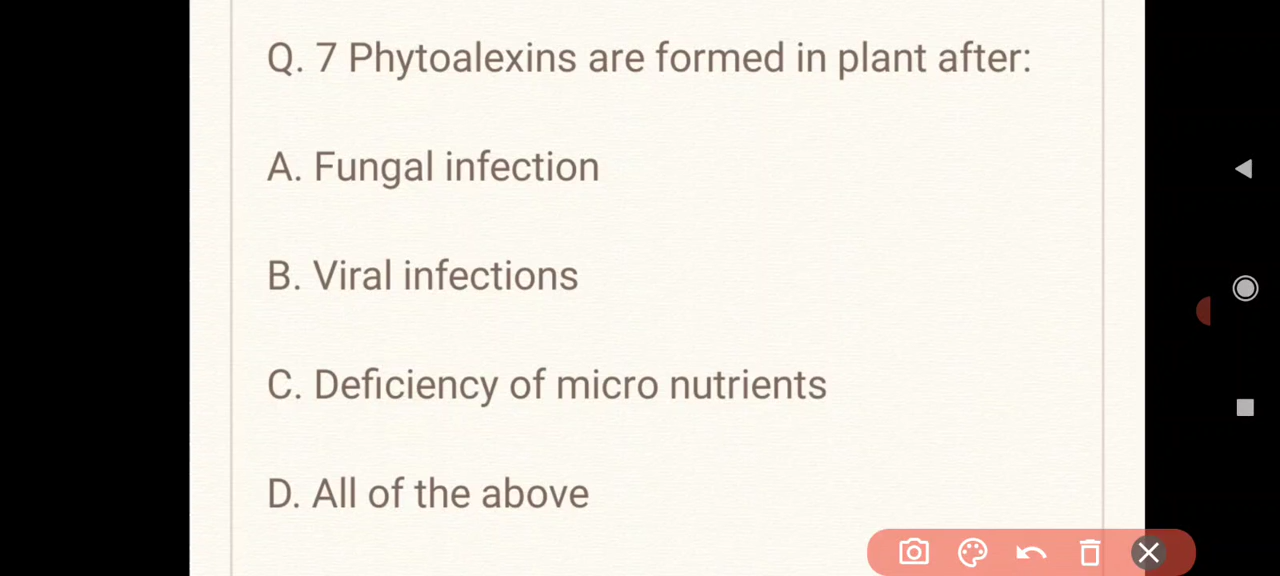 Q. 7 Phytoalexins are formed in plant after:
A. Fungal infection
B. Viral infections
C. Deficiency of micro nutrients
D. All of the above